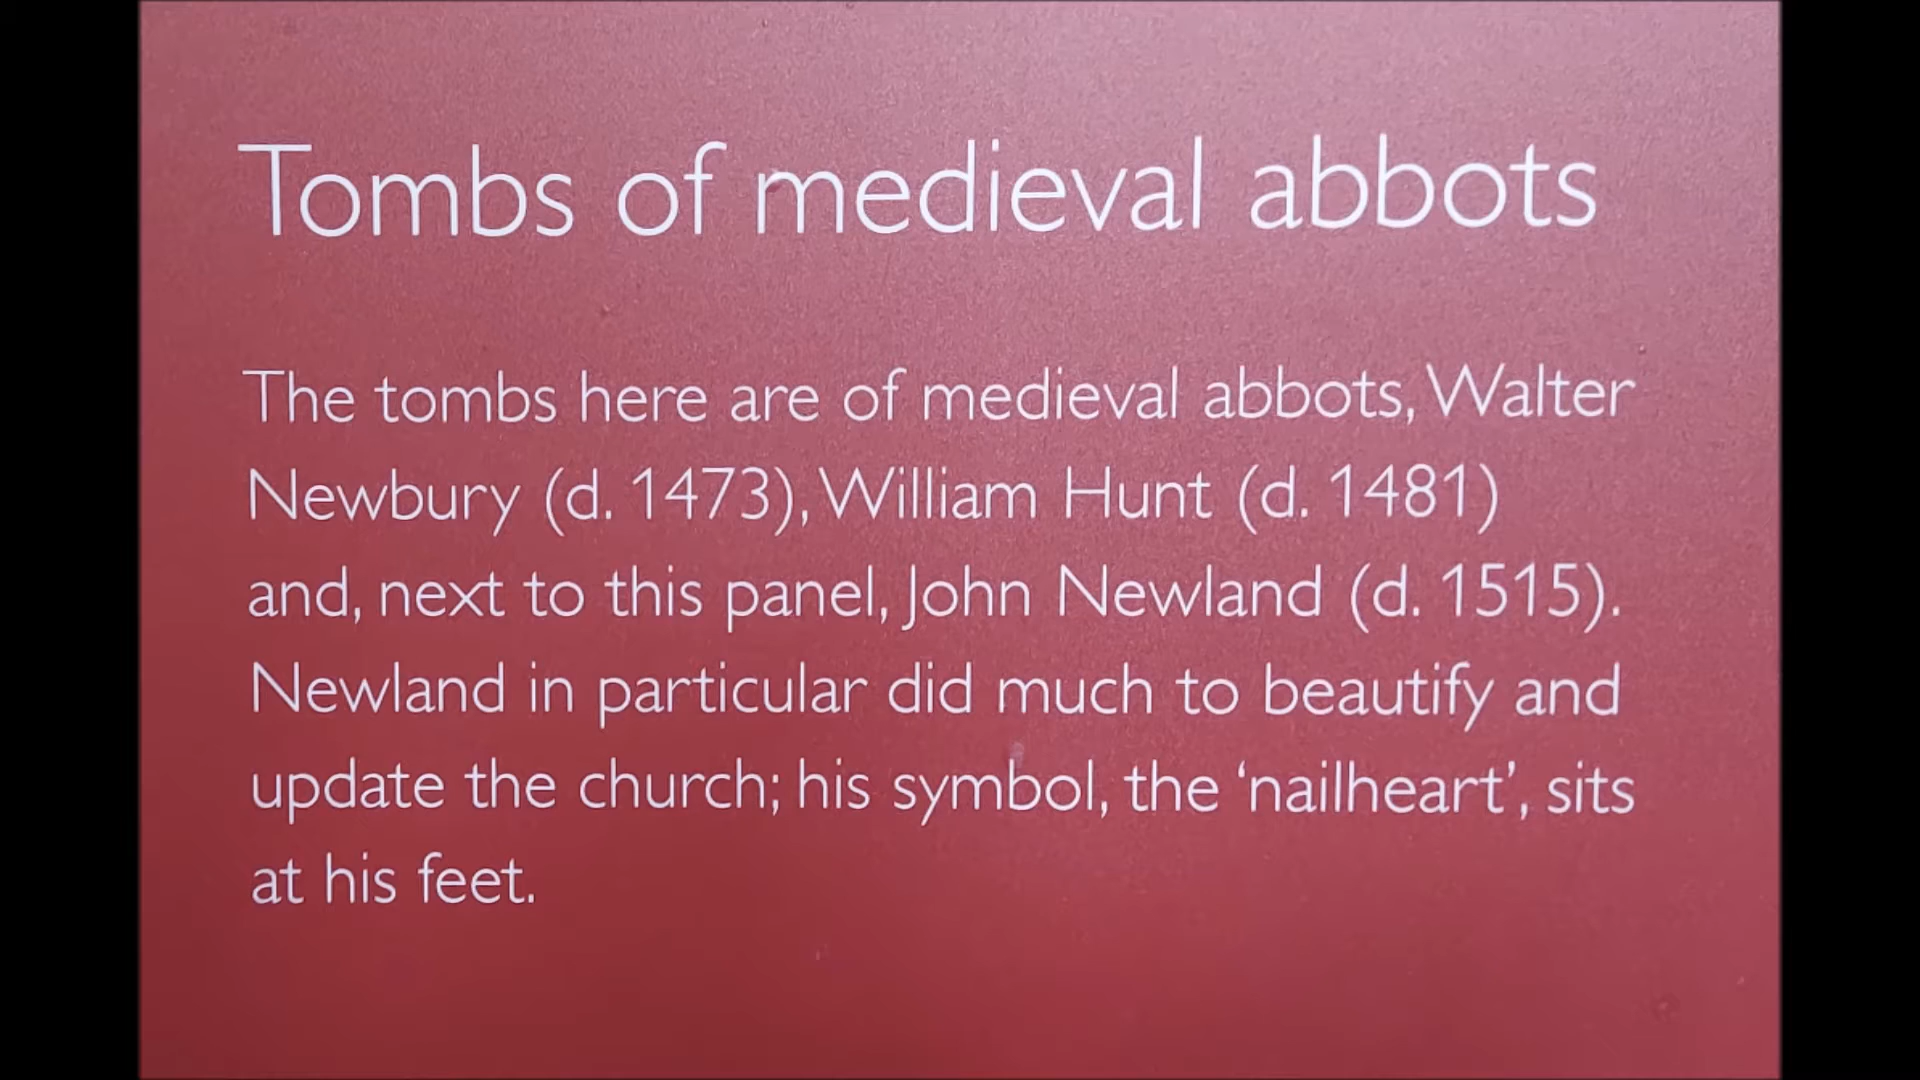 Tombs of medieval abbots
The tombs here are of medieval abbots, Walter
Newbury (d. 1473), William Hunt (d. 1481)
and, next to this panel, John Newland (d. 1515).
Newland in particular did much to beautify and
update the church; his symbol, the ‘nailheart’, sits
at his feet.